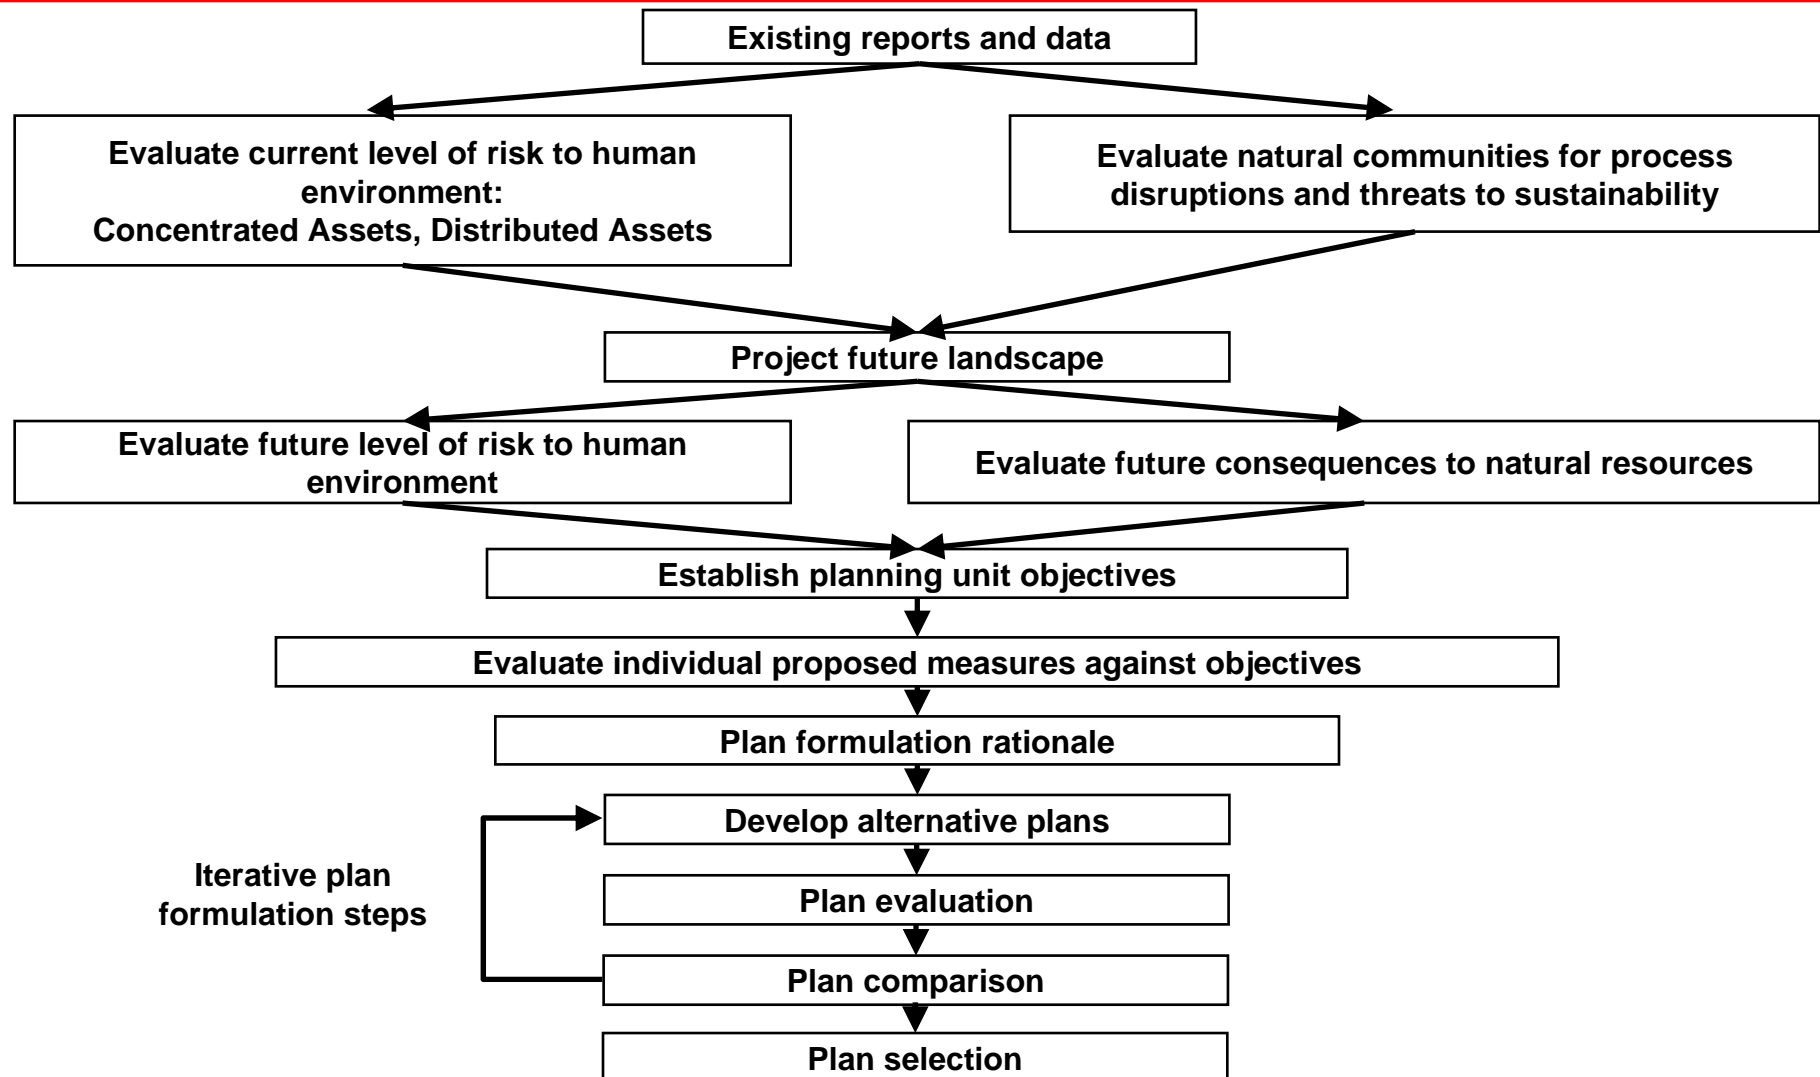 Existing reports and data
Evaluate current level of risk to human
environment:
Concentrated Assets, Distributed Assets
Evaluate natural communities for process
disruptions and threats to sustainability
Project future landscape
Evaluate future level of risk to human
environment
Evaluate future consequences to natural resources
Establish planning unit objectives
Evaluate individual proposed measures against objectives
Plan formulation rationale
Develop alternative plans
Iterative plan
formulation steps
Plan evaluation
Plan comparison
Plan selection